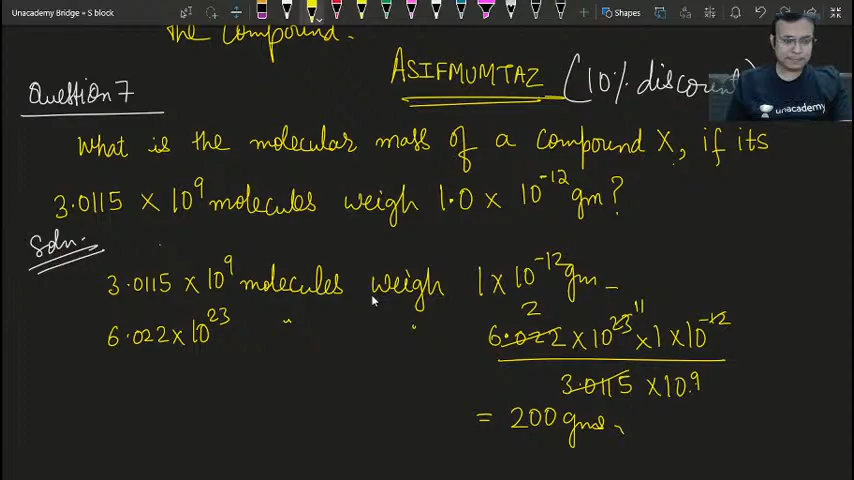 Unacademy Bridge + S block
Shapes
the compound.
ASIFMUMTAZ (10% discount)
unacademy
Question 7
What is the molecular mass of a compound X, if its
3.0115 × 10⁹ molecules weigh 1.0 × 10⁻¹² gm?
Soln.
3.0115 × 10⁹ molecules weigh 1 × 10⁻¹² gm
2 11
6.022 × 10²³ " " 6.022 × 10²³ × 1 × 10⁻¹²
3.0115 × 10⁹
= 200 gms.